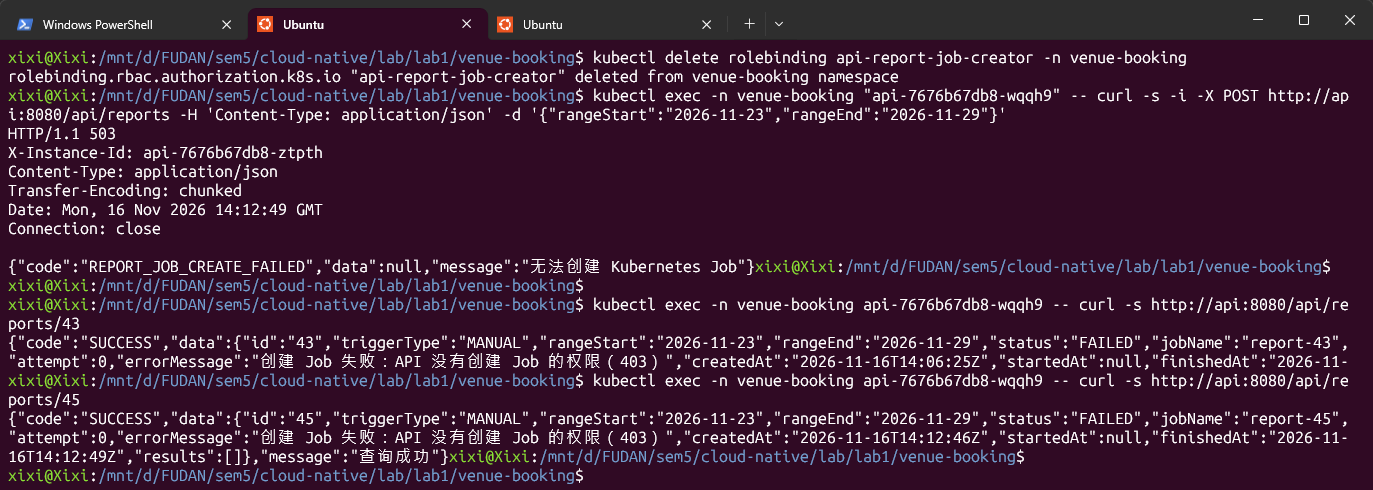 Windows PowerShell
Ubuntu
Ubuntu
xixi@Xixi:/mnt/d/FUDAN/sem5/cloud-native/lab/lab1/venue-booking$ kubectl delete rolebinding api-report-job-creator -n venue-booking
rolebinding.rbac.authorization.k8s.io "api-report-job-creator" deleted from venue-booking namespace
xixi@Xixi:/mnt/d/FUDAN/sem5/cloud-native/lab/lab1/venue-booking$ kubectl exec -n venue-booking "api-7676b67db8-wqqh9" -- curl -s -i -X POST http://ap
i:8080/api/reports -H 'Content-Type: application/json' -d '{"rangeStart":"2026-11-23","rangeEnd":"2026-11-29"}'
HTTP/1.1 503
X-Instance-Id: api-7676b67db8-ztpth
Content-Type: application/json
Transfer-Encoding: chunked
Date: Mon, 16 Nov 2026 14:12:49 GMT
Connection: close
{"code":"REPORT_JOB_CREATE_FAILED","data":null,"message":"无法创建 Kubernetes Job"}xixi@Xixi:/mnt/d/FUDAN/sem5/cloud-native/lab/lab1/venue-booking$
xixi@Xixi:/mnt/d/FUDAN/sem5/cloud-native/lab/lab1/venue-booking$
xixi@Xixi:/mnt/d/FUDAN/sem5/cloud-native/lab/lab1/venue-booking$ kubectl exec -n venue-booking api-7676b67db8-wqqh9 -- curl -s http://api:8080/api/re
ports/43
{"code":"SUCCESS","data":{"id":"43","triggerType":"MANUAL","rangeStart":"2026-11-23","rangeEnd":"2026-11-29","status":"FAILED","jobName":"report-43",
"attempt":0,"errorMessage":"创建 Job 失败：API 没有创建 Job 的权限（403）","createdAt":"2026-11-16T14:06:25Z","startedAt":null,"finishedAt":"2026-11-
xixi@Xixi:/mnt/d/FUDAN/sem5/cloud-native/lab/lab1/venue-booking$ kubectl exec -n venue-booking api-7676b67db8-wqqh9 -- curl -s http://api:8080/api/re
ports/45
{"code":"SUCCESS","data":{"id":"45","triggerType":"MANUAL","rangeStart":"2026-11-23","rangeEnd":"2026-11-29","status":"FAILED","jobName":"report-45",
"attempt":0,"errorMessage":"创建 Job 失败：API 没有创建 Job 的权限（403）","createdAt":"2026-11-16T14:12:46Z","startedAt":null,"finishedAt":"2026-11-
16T14:12:49Z","results":[]},"message":"查询成功"}xixi@Xixi:/mnt/d/FUDAN/sem5/cloud-native/lab/lab1/venue-booking$
xixi@Xixi:/mnt/d/FUDAN/sem5/cloud-native/lab/lab1/venue-booking$